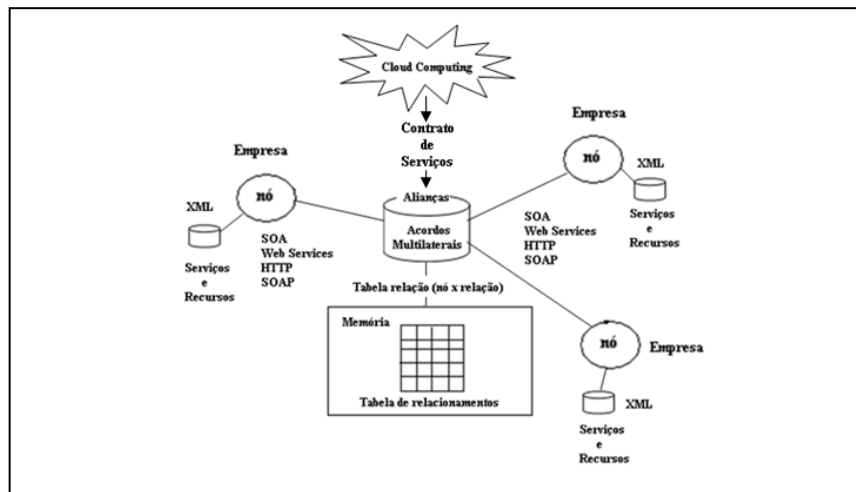 Cloud Computing
Contrato
de
Serviços
Empresa
nó
XML
Serviços
e
Recursos
SOA
Web Services
HTTP
SOAP
Alianças
Acordos
Multilaterais
Empresa
nó
XML
Serviços
e
Recursos
SOA
Web Services
HTTP
SOAP
Tabela relação (nó x relação)
Memória
Tabela de relacionamentos
nó
Empresa
XML
Serviços
e
Recursos